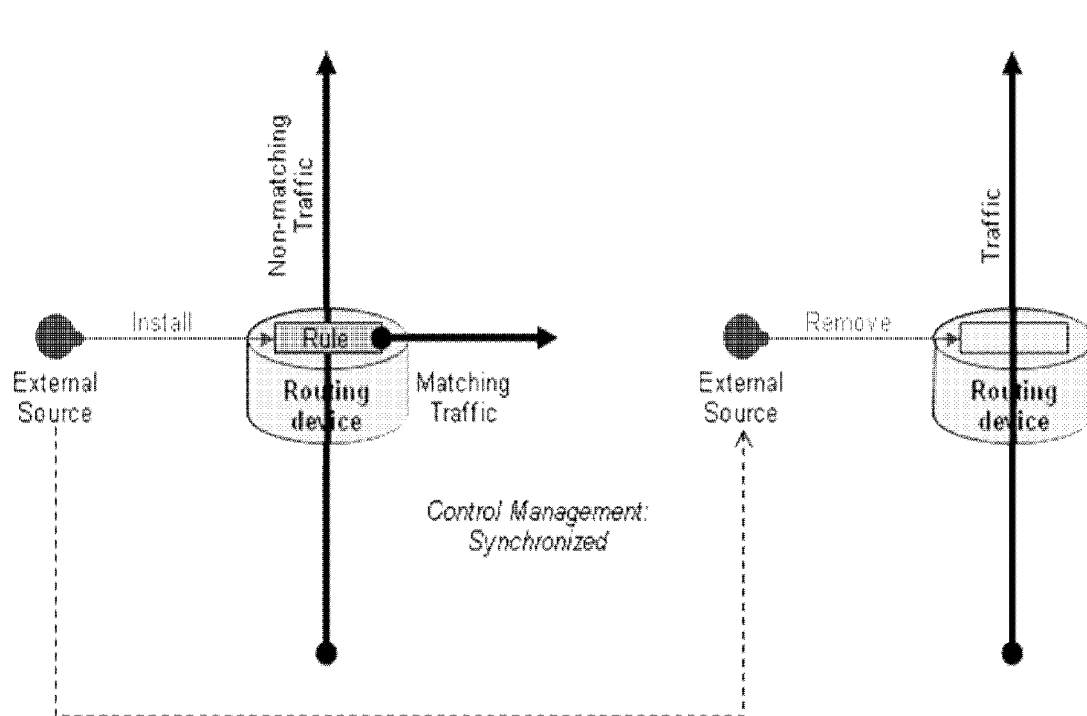 Non-matching
Traffic
Install
Rule
External
Source
Routing
device
Matching
Traffic
Control Management:
Synchronized
Traffic
Remove
External
Source
Routing
device